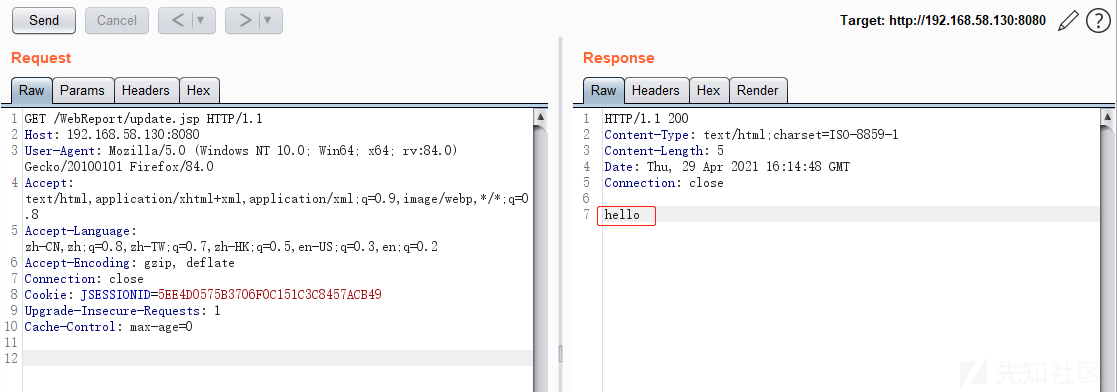 Send Cancel < ▼ > ▼ Target: http://192.168.58.130:8080 ?
Request
Raw Params Headers Hex
1 GET /WebReport/update.jsp HTTP/1.1
2 Host: 192.168.58.130:8080
3 User-Agent: Mozilla/5.0 (Windows NT 10.0; Win64; x64; rv:84.0)
Gecko/20100101 Firefox/84.0
4 Accept:
text/html,application/xhtml+xml,application/xml;q=0.9,image/webp,*/*;q=0
.8
5 Accept-Language:
zh-CN,zh;q=0.8,zh-TW;q=0.7,zh-HK;q=0.5,en-US;q=0.3,en;q=0.2
6 Accept-Encoding: gzip, deflate
7 Connection: close
8 Cookie: JSESSIONID=5EE4D0575B3706F0C151C3C8457ACB49
9 Upgrade-Insecure-Requests: 1
10 Cache-Control: max-age=0
11
12
Response
Raw Headers Hex Render
1 HTTP/1.1 200
2 Content-Type: text/html;charset=ISO-8859-1
3 Content-Length: 5
4 Date: Thu, 29 Apr 2021 16:14:48 GMT
5 Connection: close
6
7 hello
先知社区